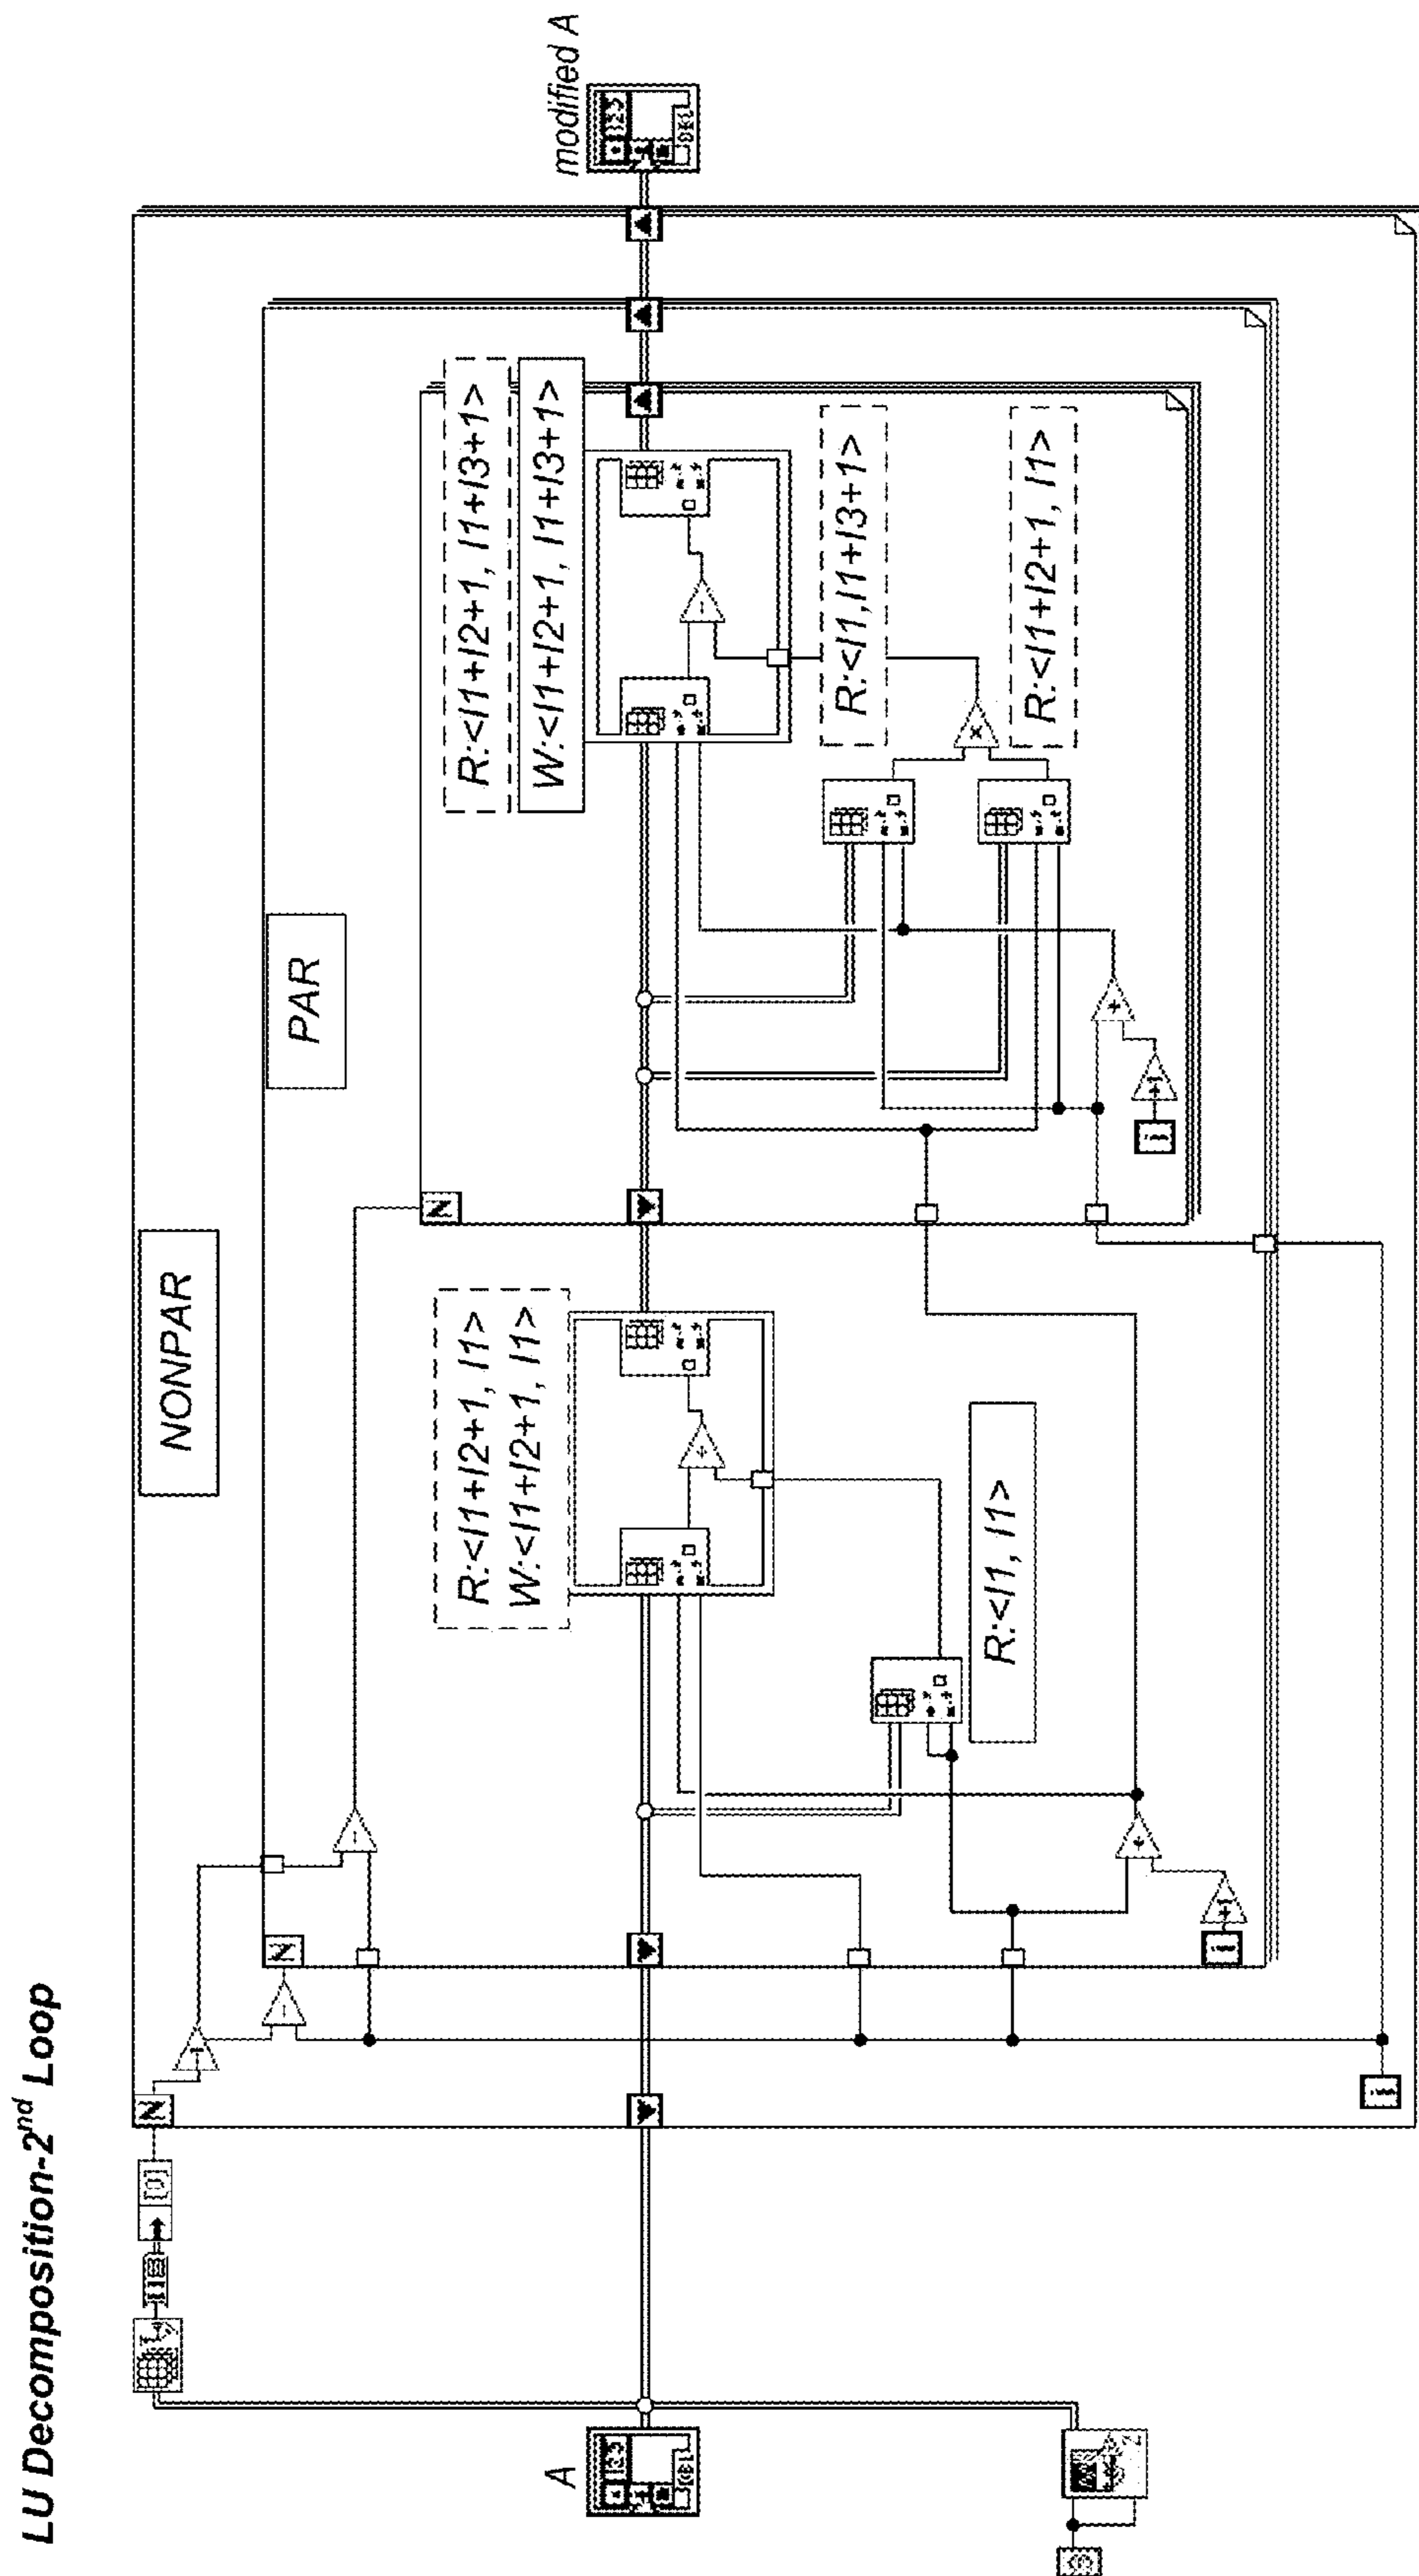 LU Decomposition-2nd Loop
NONPAR
PAR
A
modified A
R:<I1+I2+1, I1>
W:<I1+I2+1, I1>
R:<I1, I1>
R:<I1+I2+1, I1+I3+1>
W:<I1+I2+1, I1+I3+1>
R:<I1,I1+I3+1>
R:<I1+I2+1, I1>
N
N
N
i
i
i